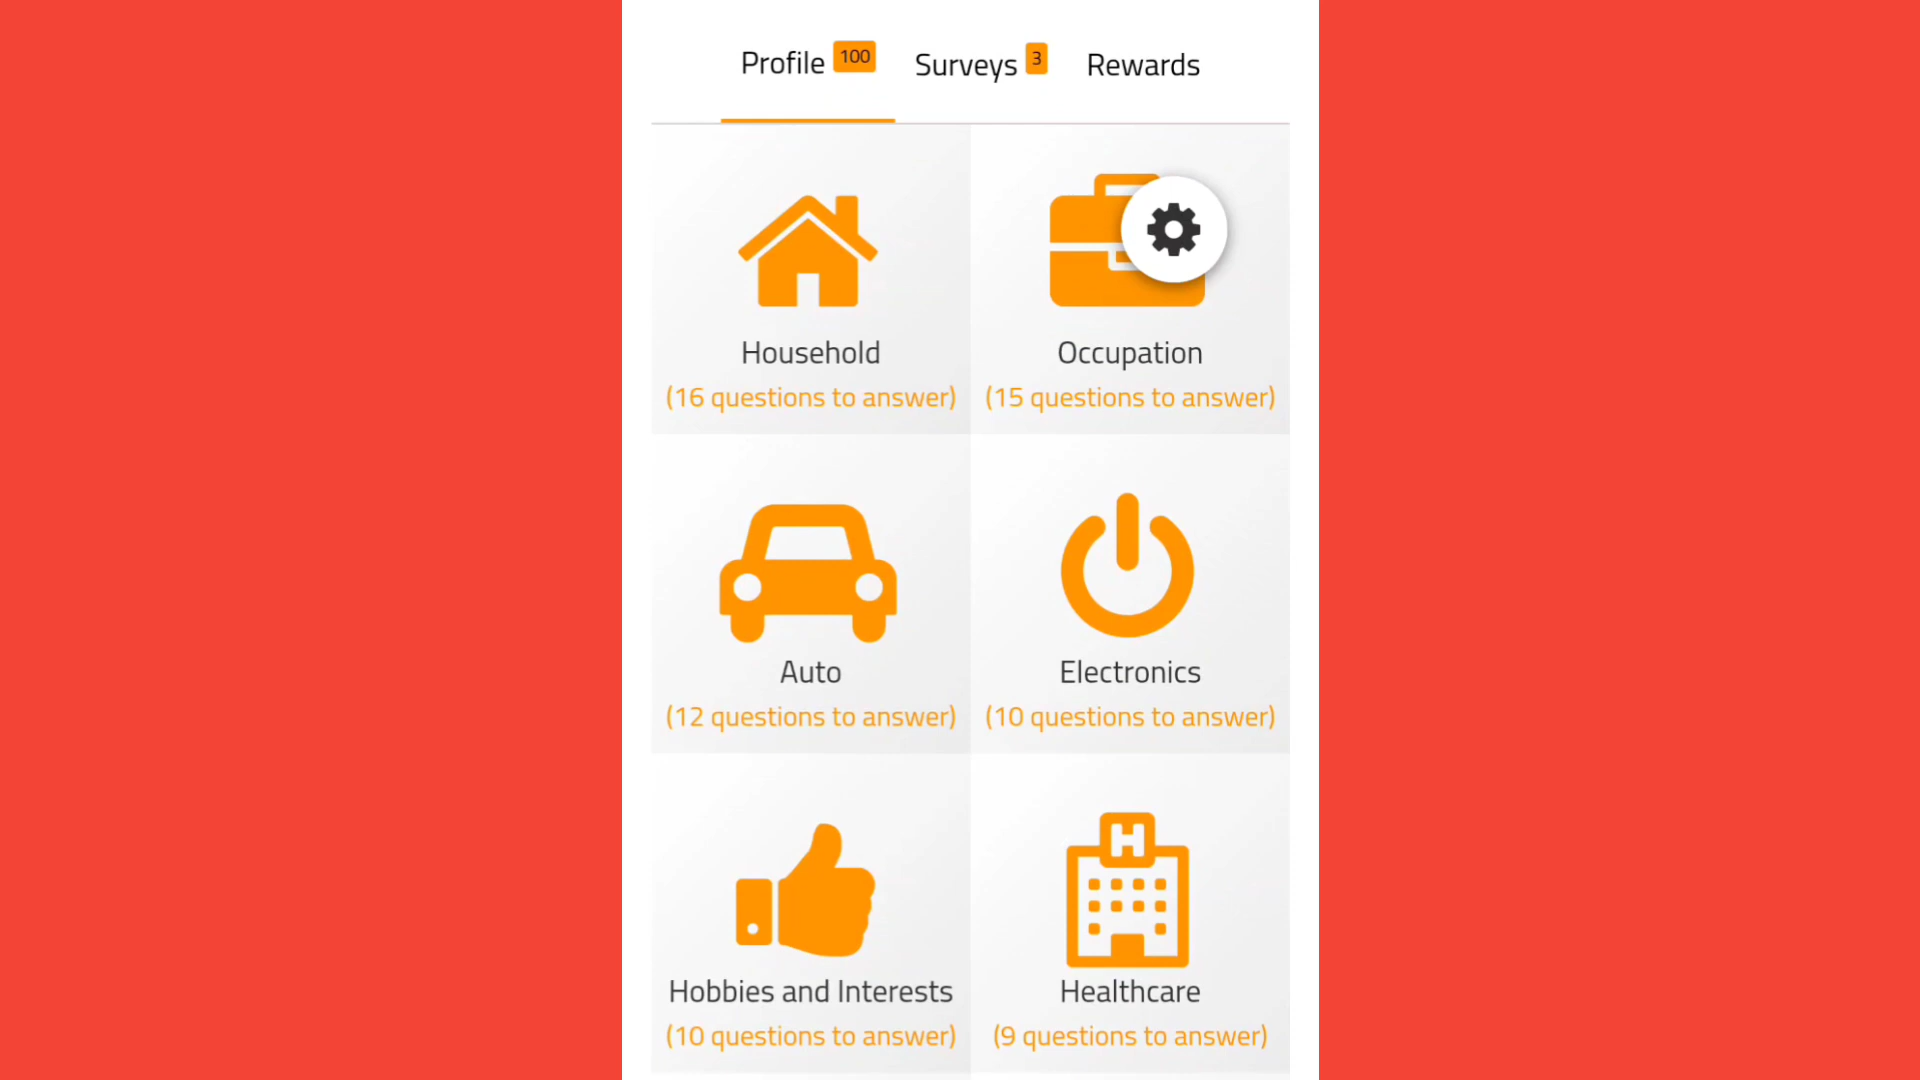 Profile 100 Surveys 3 Rewards
Household Occupation
(16 questions to answer) (15 questions to answer)
Auto Electronics
(12 questions to answer) (10 questions to answer)
H
Hobbies and Interests Healthcare
(10 questions to answer) (9 questions to answer)